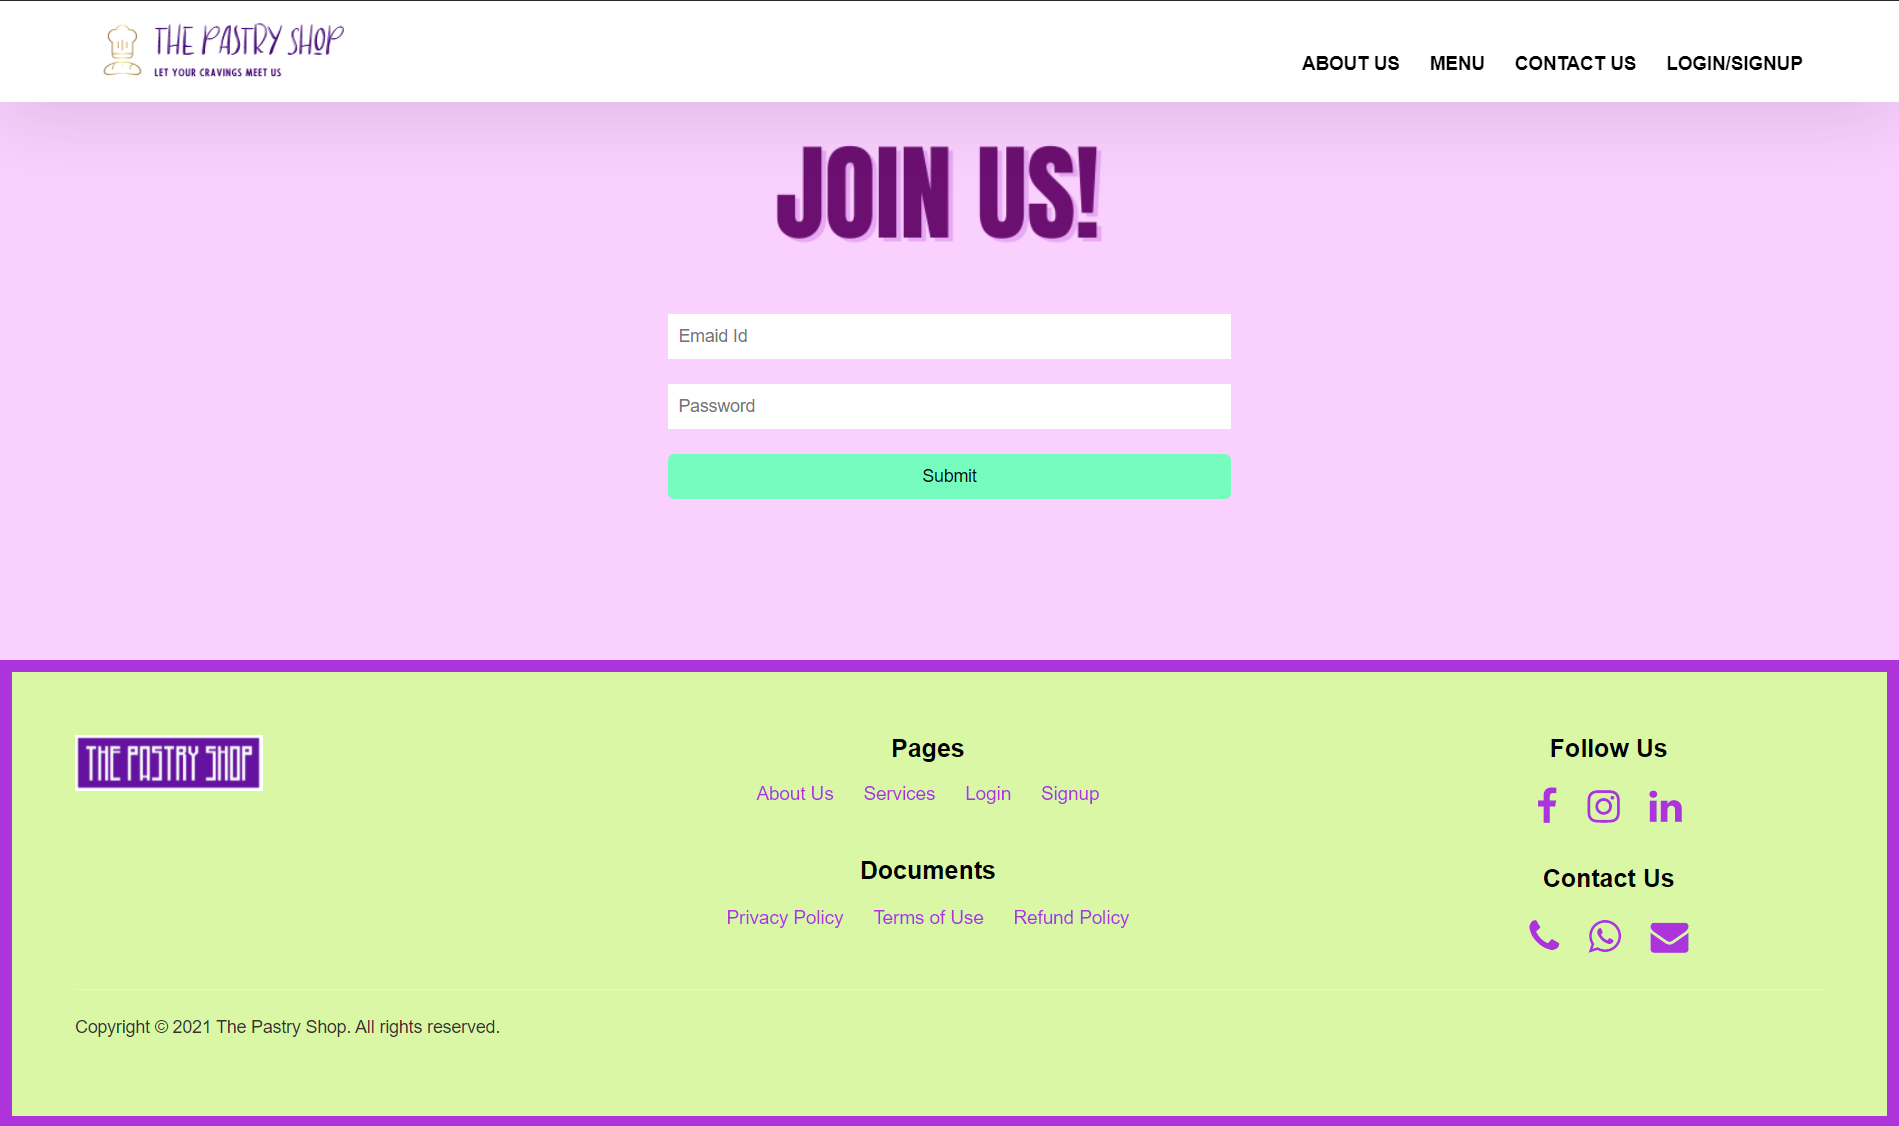 THE PASTRY SHOP
LET YOUR CRAVINGS MEET US
ABOUT US MENU CONTACT US LOGIN/SIGNUP
JOIN US!
Emaid Id
Password
Submit
THE PASTRY SHOP
Pages
About Us Services Login Signup
Documents
Privacy Policy Terms of Use Refund Policy
Follow Us
Contact Us
Copyright © 2021 The Pastry Shop. All rights reserved.